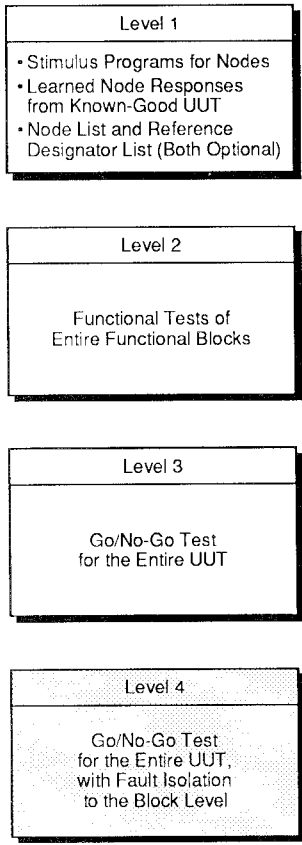 Level 1
• Stimulus Programs for Nodes
• Learned Node Responses
from Known-Good UUT
• Node List and Reference
Designator List (Both Optional)
Level 2
Functional Tests of
Entire Functional Blocks
Level 3
Go/No-Go Test
for the Entire UUT
Level 4
Go/No-Go Test
for the Entire UUT,
with Fault Isolation
to the Block Level